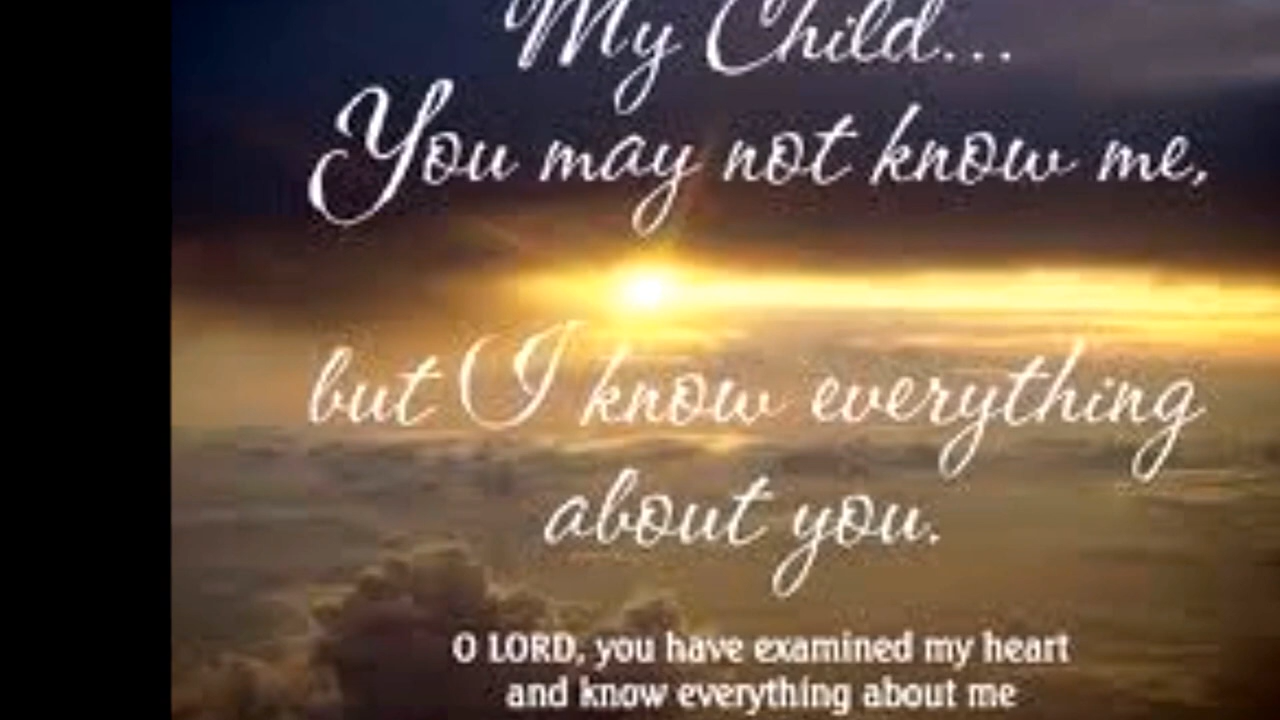 My Child...
You may not know me,
but I know everything
about you.
O LORD, you have examined my heart
and know everything about me